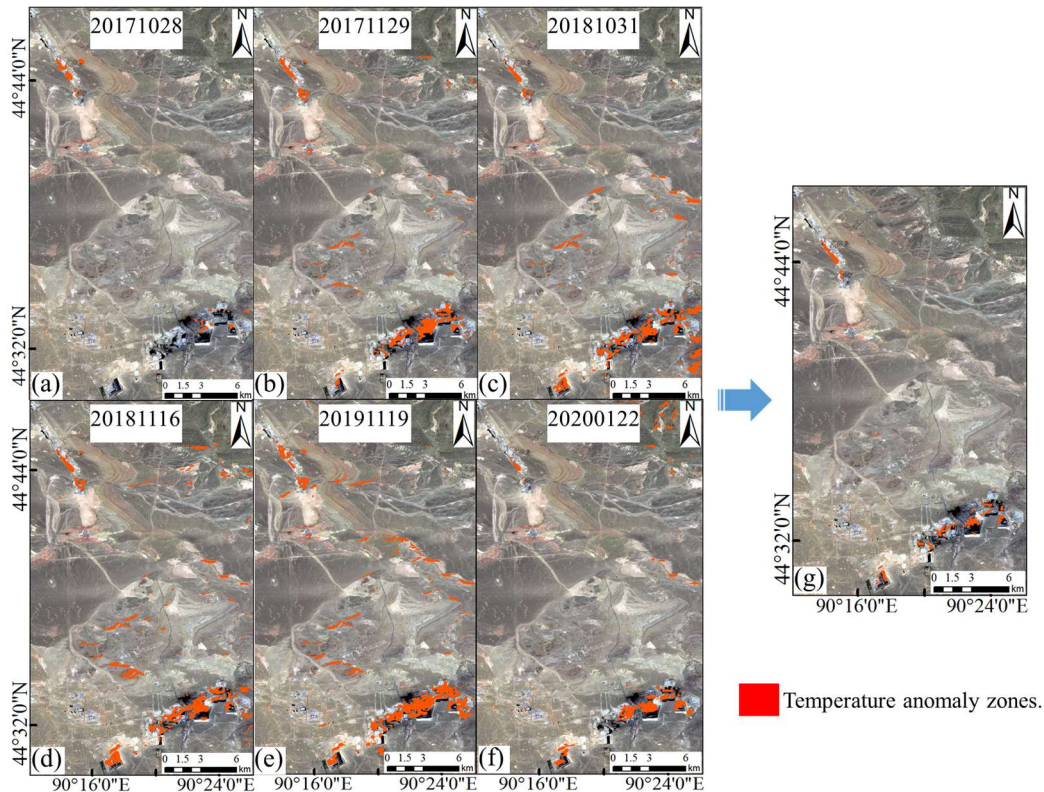 20171028
N
20171129
N
20181031
N
44°44'0"N
44°32'0"N
(a)
0 1.5 3 6
km
(b)
0 1.5 3 6
km
(c)
0 1.5 3 6
km
20181116
N
20191119
N
20200122
N
44°44'0"N
44°32'0"N
(d)
0 1.5 3 6
km
(e)
0 1.5 3 6
km
(f)
0 1.5 3 6
km
90°16'0"E
90°24'0"E
90°16'0"E
90°24'0"E
90°16'0"E
90°24'0"E
N
44°44'0"N
44°32'0"N
(g)
0 1.5 3 6
km
90°16'0"E
90°24'0"E
Temperature anomaly zones.